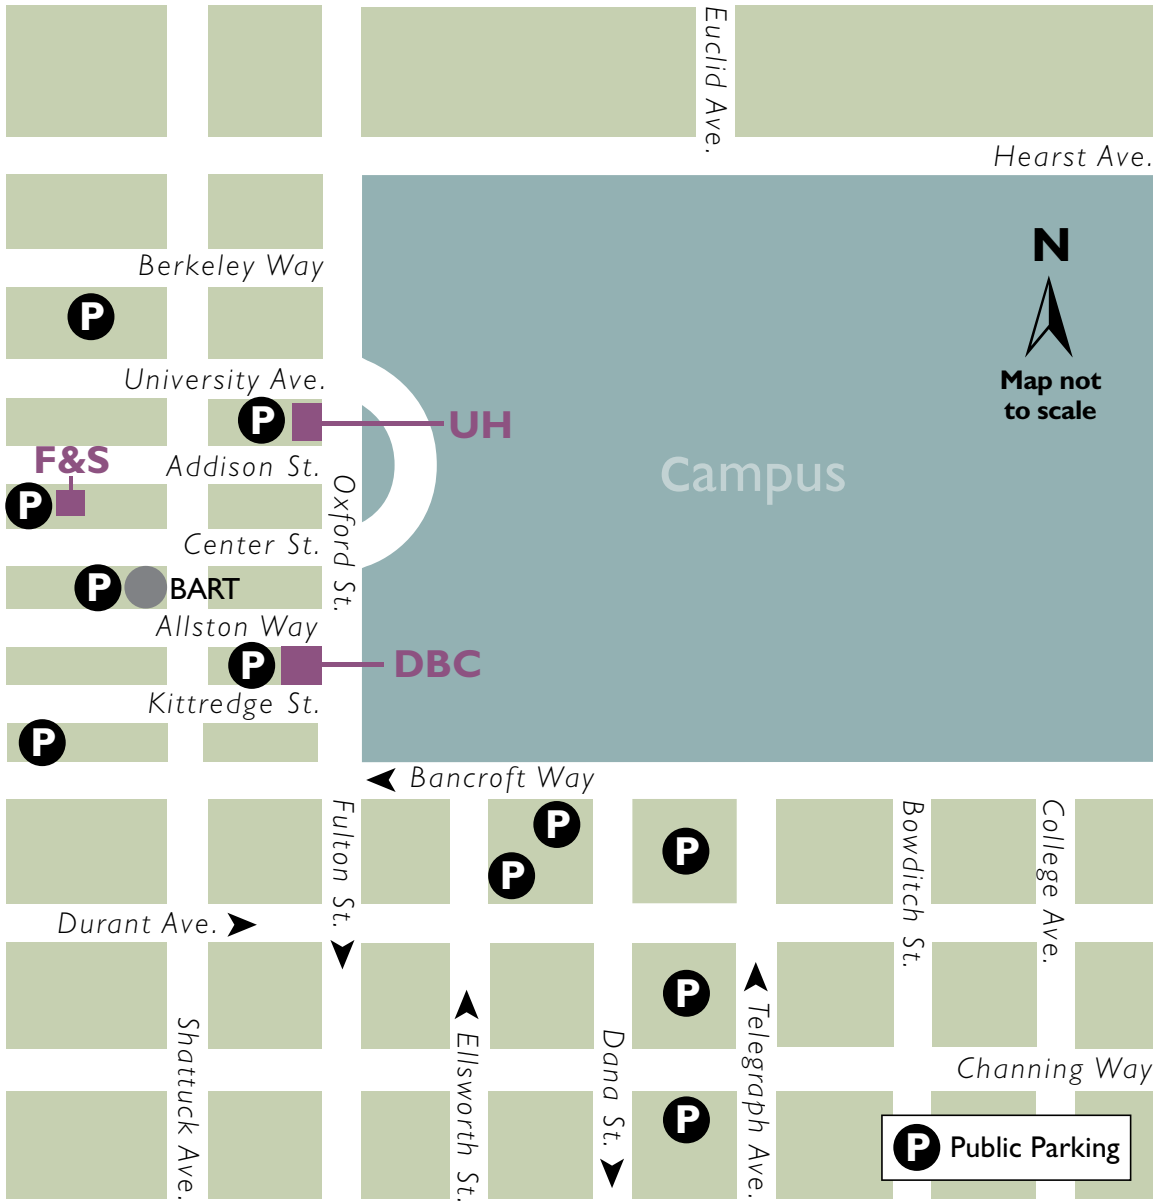 Euclid Ave.
Hearst Ave.
N
Map not
to scale
Berkeley Way
P
University Ave.
P
UH
F&S
Addison St.
Campus
P
Oxford St.
Center St.
P
BART
Allston Way
P
DBC
Kittredge St.
P
Bancroft Way
Fulton St.
P
P
P
Bowditch St.
College Ave.
Durant Ave.
P
Shattuck Ave.
Ellsworth St.
Dana St.
Telegraph Ave.
Channing Way
P
P Public Parking